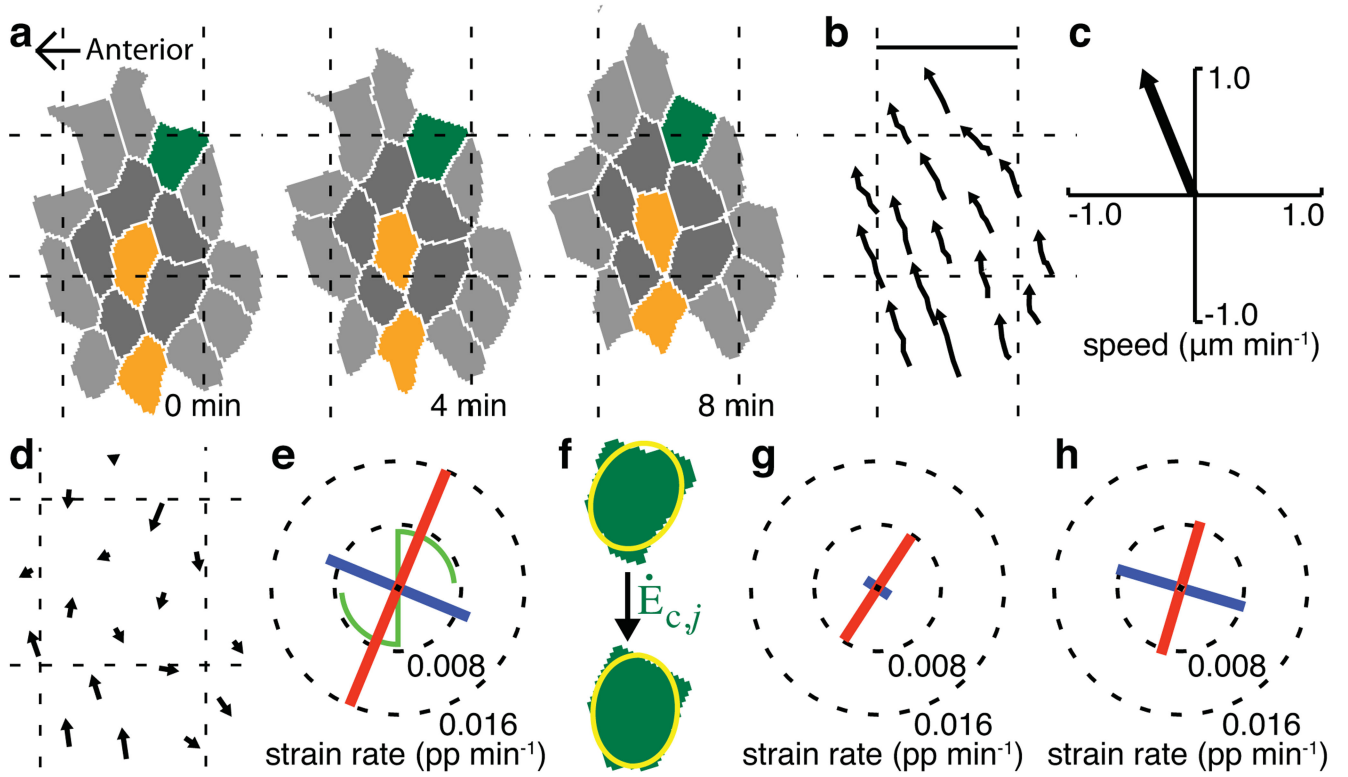 a
Anterior
b
c
1.0
-1.0
1.0
-1.0
speed (µm min⁻¹)
0 min
4 min
8 min
d
e
f
g
h
Ė꜀,ⱼ
0.008
0.008
0.008
0.016
0.016
0.016
strain rate (pp min⁻¹)
strain rate (pp min⁻¹)
strain rate (pp min⁻¹)